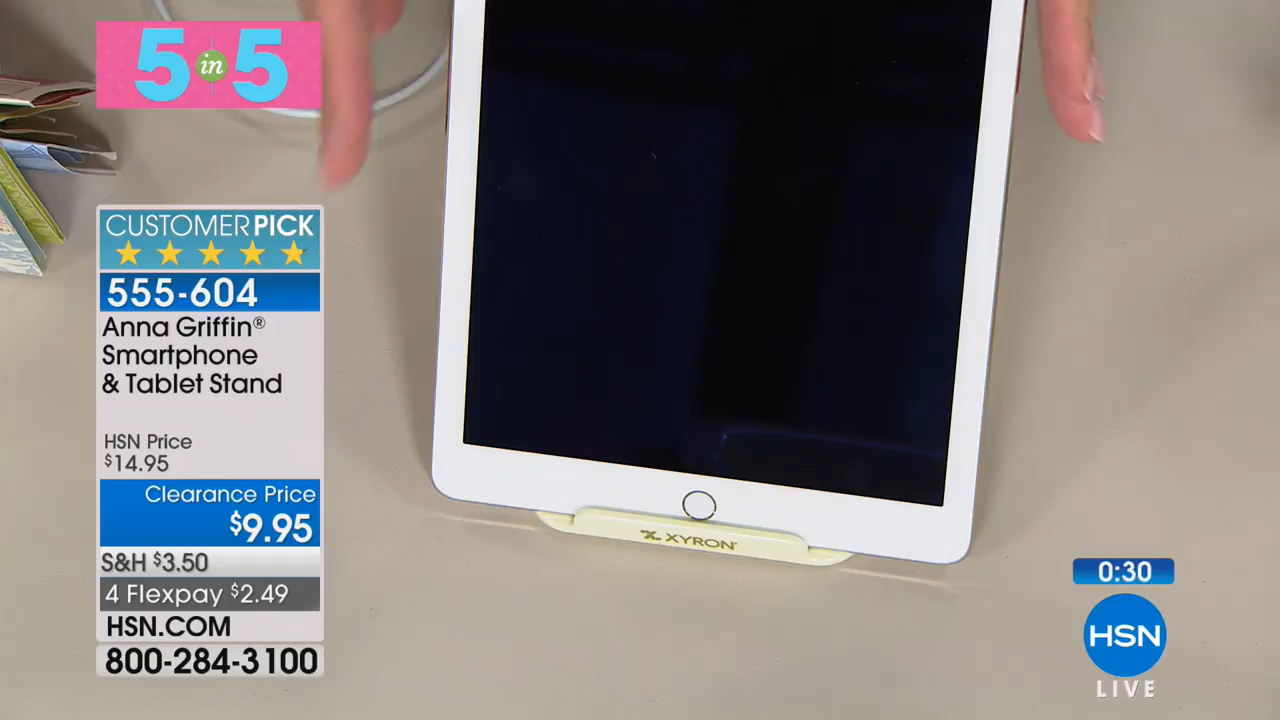 5 in 5
CUSTOMER PICK
555-604
Anna Griffin®
Smartphone
& Tablet Stand
HSN Price
$14.95
Clearance Price
$9.95
S&H $3.50
4 Flexpay $2.49
HSN.COM
800-284-3100
XYRON®
0:30
HSN
LIVE